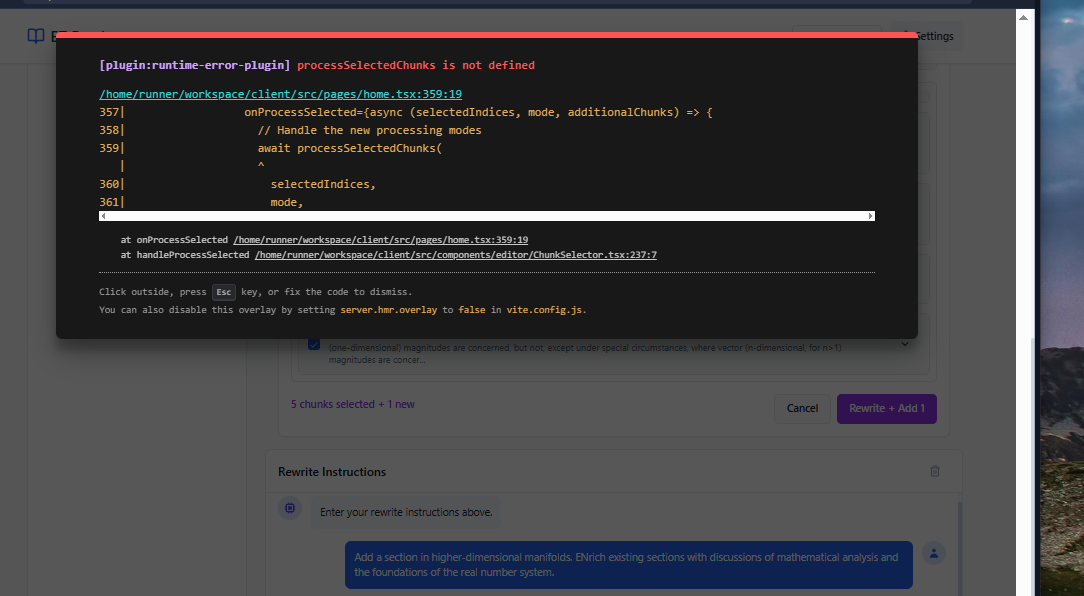 Settings
[plugin:runtime-error-plugin] processSelectedChunks is not defined
/home/runner/workspace/client/src/pages/home.tsx:359:19
357| onProcessSelected={async (selectedIndices, mode, additionalChunks) => {
358| // Handle the new processing modes
359| await processSelectedChunks(
| ^
360| selectedIndices,
361| mode,
at onProcessSelected /home/runner/workspace/client/src/pages/home.tsx:359:19
at handleProcessSelected /home/runner/workspace/client/src/components/editor/ChunkSelector.tsx:237:7
Click outside, press Esc key, or fix the code to dismiss.
You can also disable this overlay by setting server.hmr.overlay to false in vite.config.js.
(one-dimensional) magnitudes are concerned, but not, except under special circumstances, where vector (n-dimensional, for n>1)
magnitudes are concer...
5 chunks selected + 1 new
Cancel
Rewrite + Add 1
Rewrite Instructions
Enter your rewrite instructions above.
Add a section in higher-dimensional manifolds. ENrich existing sections with discussions of mathematical analysis and
the foundations of the real number system.